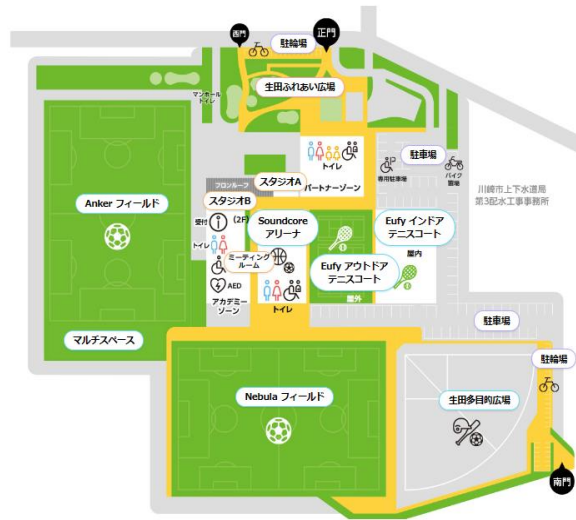 西門
正門
駐輪場
生田ふれあい広場
マンホール
トイレ
トイレ
パートナーゾーン
駐車場
専用駐車場
バイク
置場
川崎市上下水道局
第3配水工事事務所
フロンルーフ
スタジオA
スタジオB
(2F)
受付
Anker フィールド
Soundcore
アリーナ
Eufy インドア
テニスコート
屋内
トイレ
ミーティング
ルーム
Eufy アウトドア
テニスコート
屋外
AED
アカデミー
ゾーン
トイレ
マルチスペース
駐車場
駐輪場
Nebula フィールド
生田多目的広場
南門